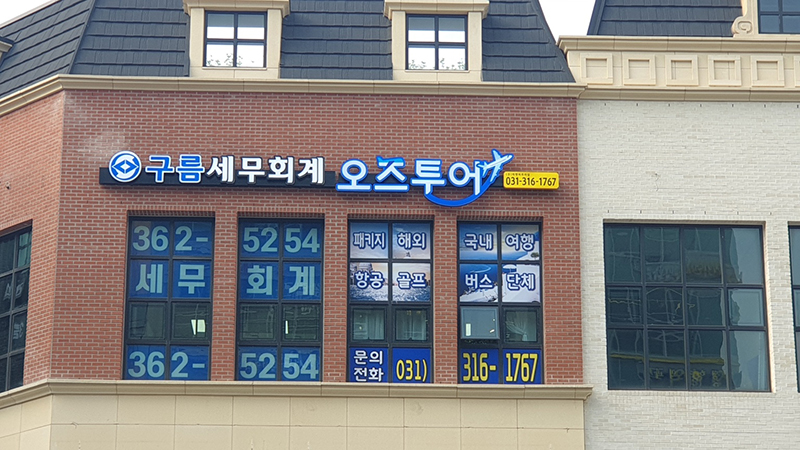 구름세무회계 오즈투어
031-316-1767
362-5254
세무회계
362-5254
패키지 해외
항공 골프
문의전화 031)
국내 여행
버스 단체
316-1767